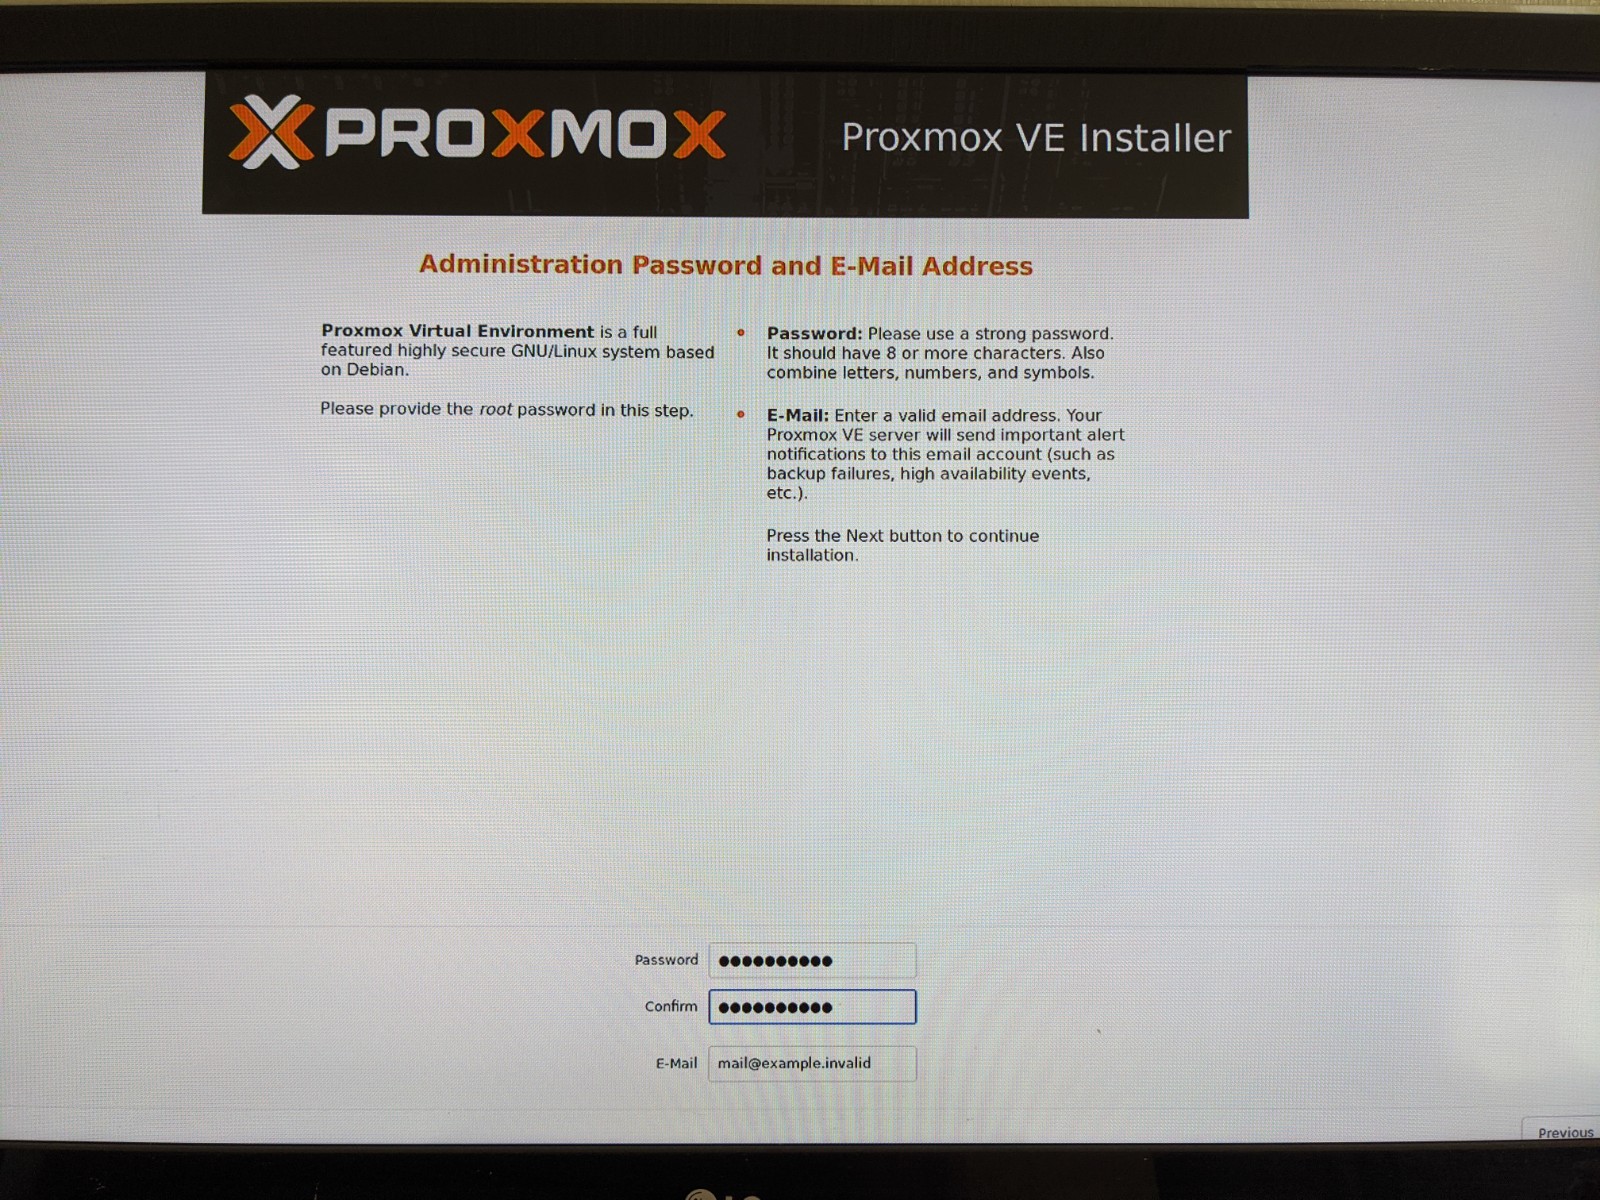 PROXMOX
Proxmox VE Installer
Administration Password and E-Mail Address
Proxmox Virtual Environment is a full
featured highly secure GNU/Linux system based
on Debian.
Please provide the root password in this step.
Password: Please use a strong password.
It should have 8 or more characters. Also
combine letters, numbers, and symbols.
E-Mail: Enter a valid email address. Your
Proxmox VE server will send important alert
notifications to this email account (such as
backup failures, high availability events,
etc.).
Press the Next button to continue
installation.
Password ●●●●●●●●●●
Confirm ●●●●●●●●●●
E-Mail mail@example.invalid
Previous